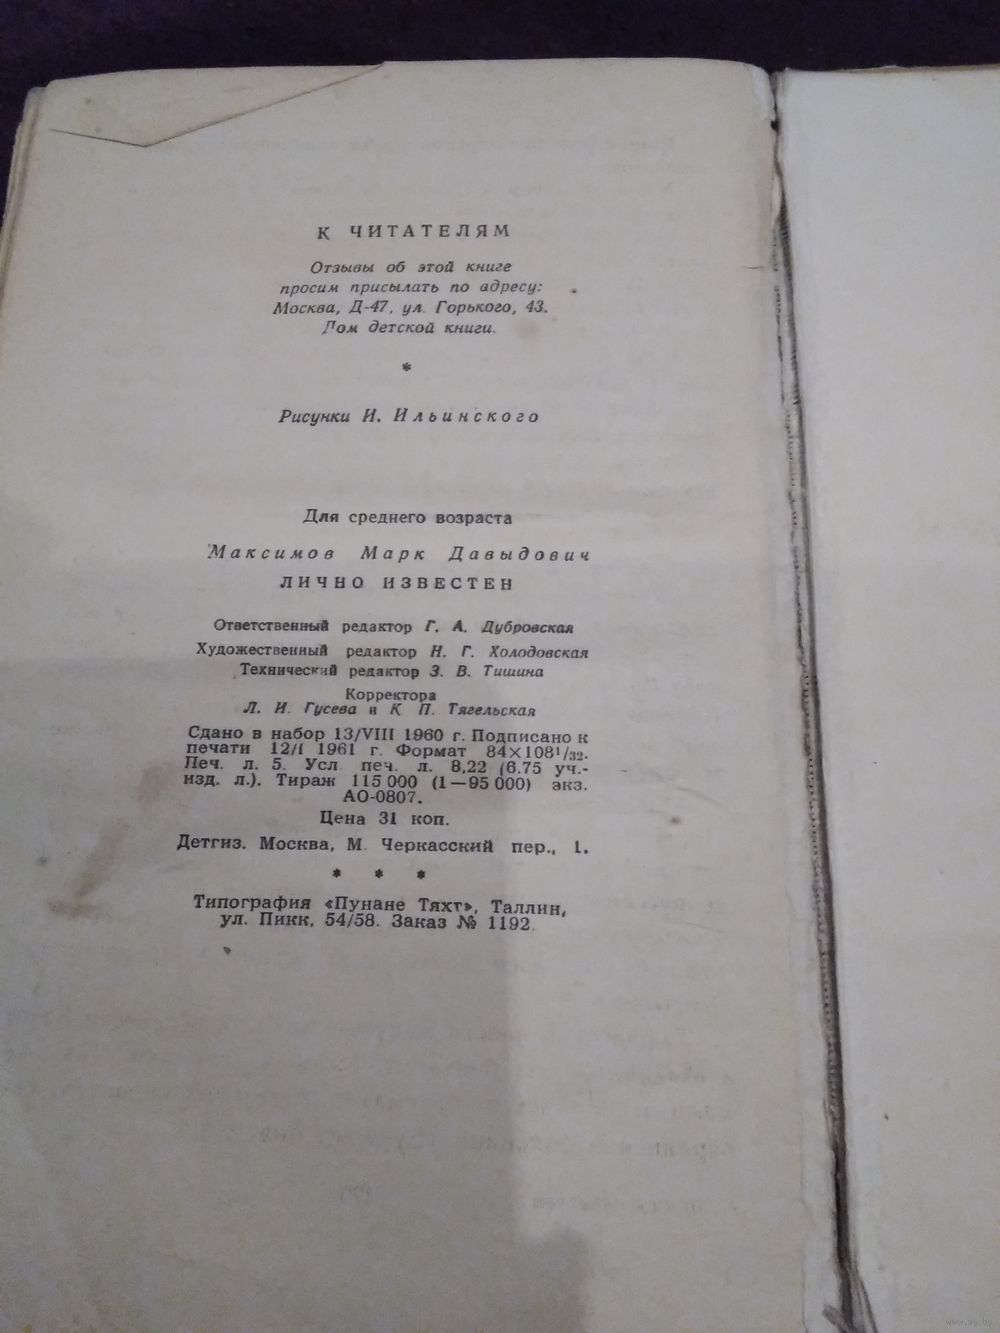 К ЧИТАТЕЛЯМ
Отзывы об этой книге
просим присылать по адресу:
Москва, Д-47, ул. Горького, 43.
Дом детской книги.
*
Рисунки И. Ильинского
Для среднего возраста
Максимов Марк Давыдович
ЛИЧНО ИЗВЕСТЕН
Ответственный редактор Г. А. Дубровская
Художественный редактор Н. Г. Холодовская
Технический редактор З. В. Тишина
Корректора
Л. И. Гусева и К. П. Тягельская
Сдано в набор 13/VIII 1960 г. Подписано к
печати 12/I 1961 г. Формат 84×108¹/₃₂.
Печ. л. 5. Усл. печ. л. 8,22 (6.75 уч.-
изд. л.). Тираж 115 000 (1—95 000) экз.
АО-0807.
Цена 31 коп.
Детгиз. Москва, М. Черкасский пер., 1.
* * *
Типография «Пунане Тяхт», Таллин,
ул. Пикк, 54/58. Заказ № 1192.
www.ay.by